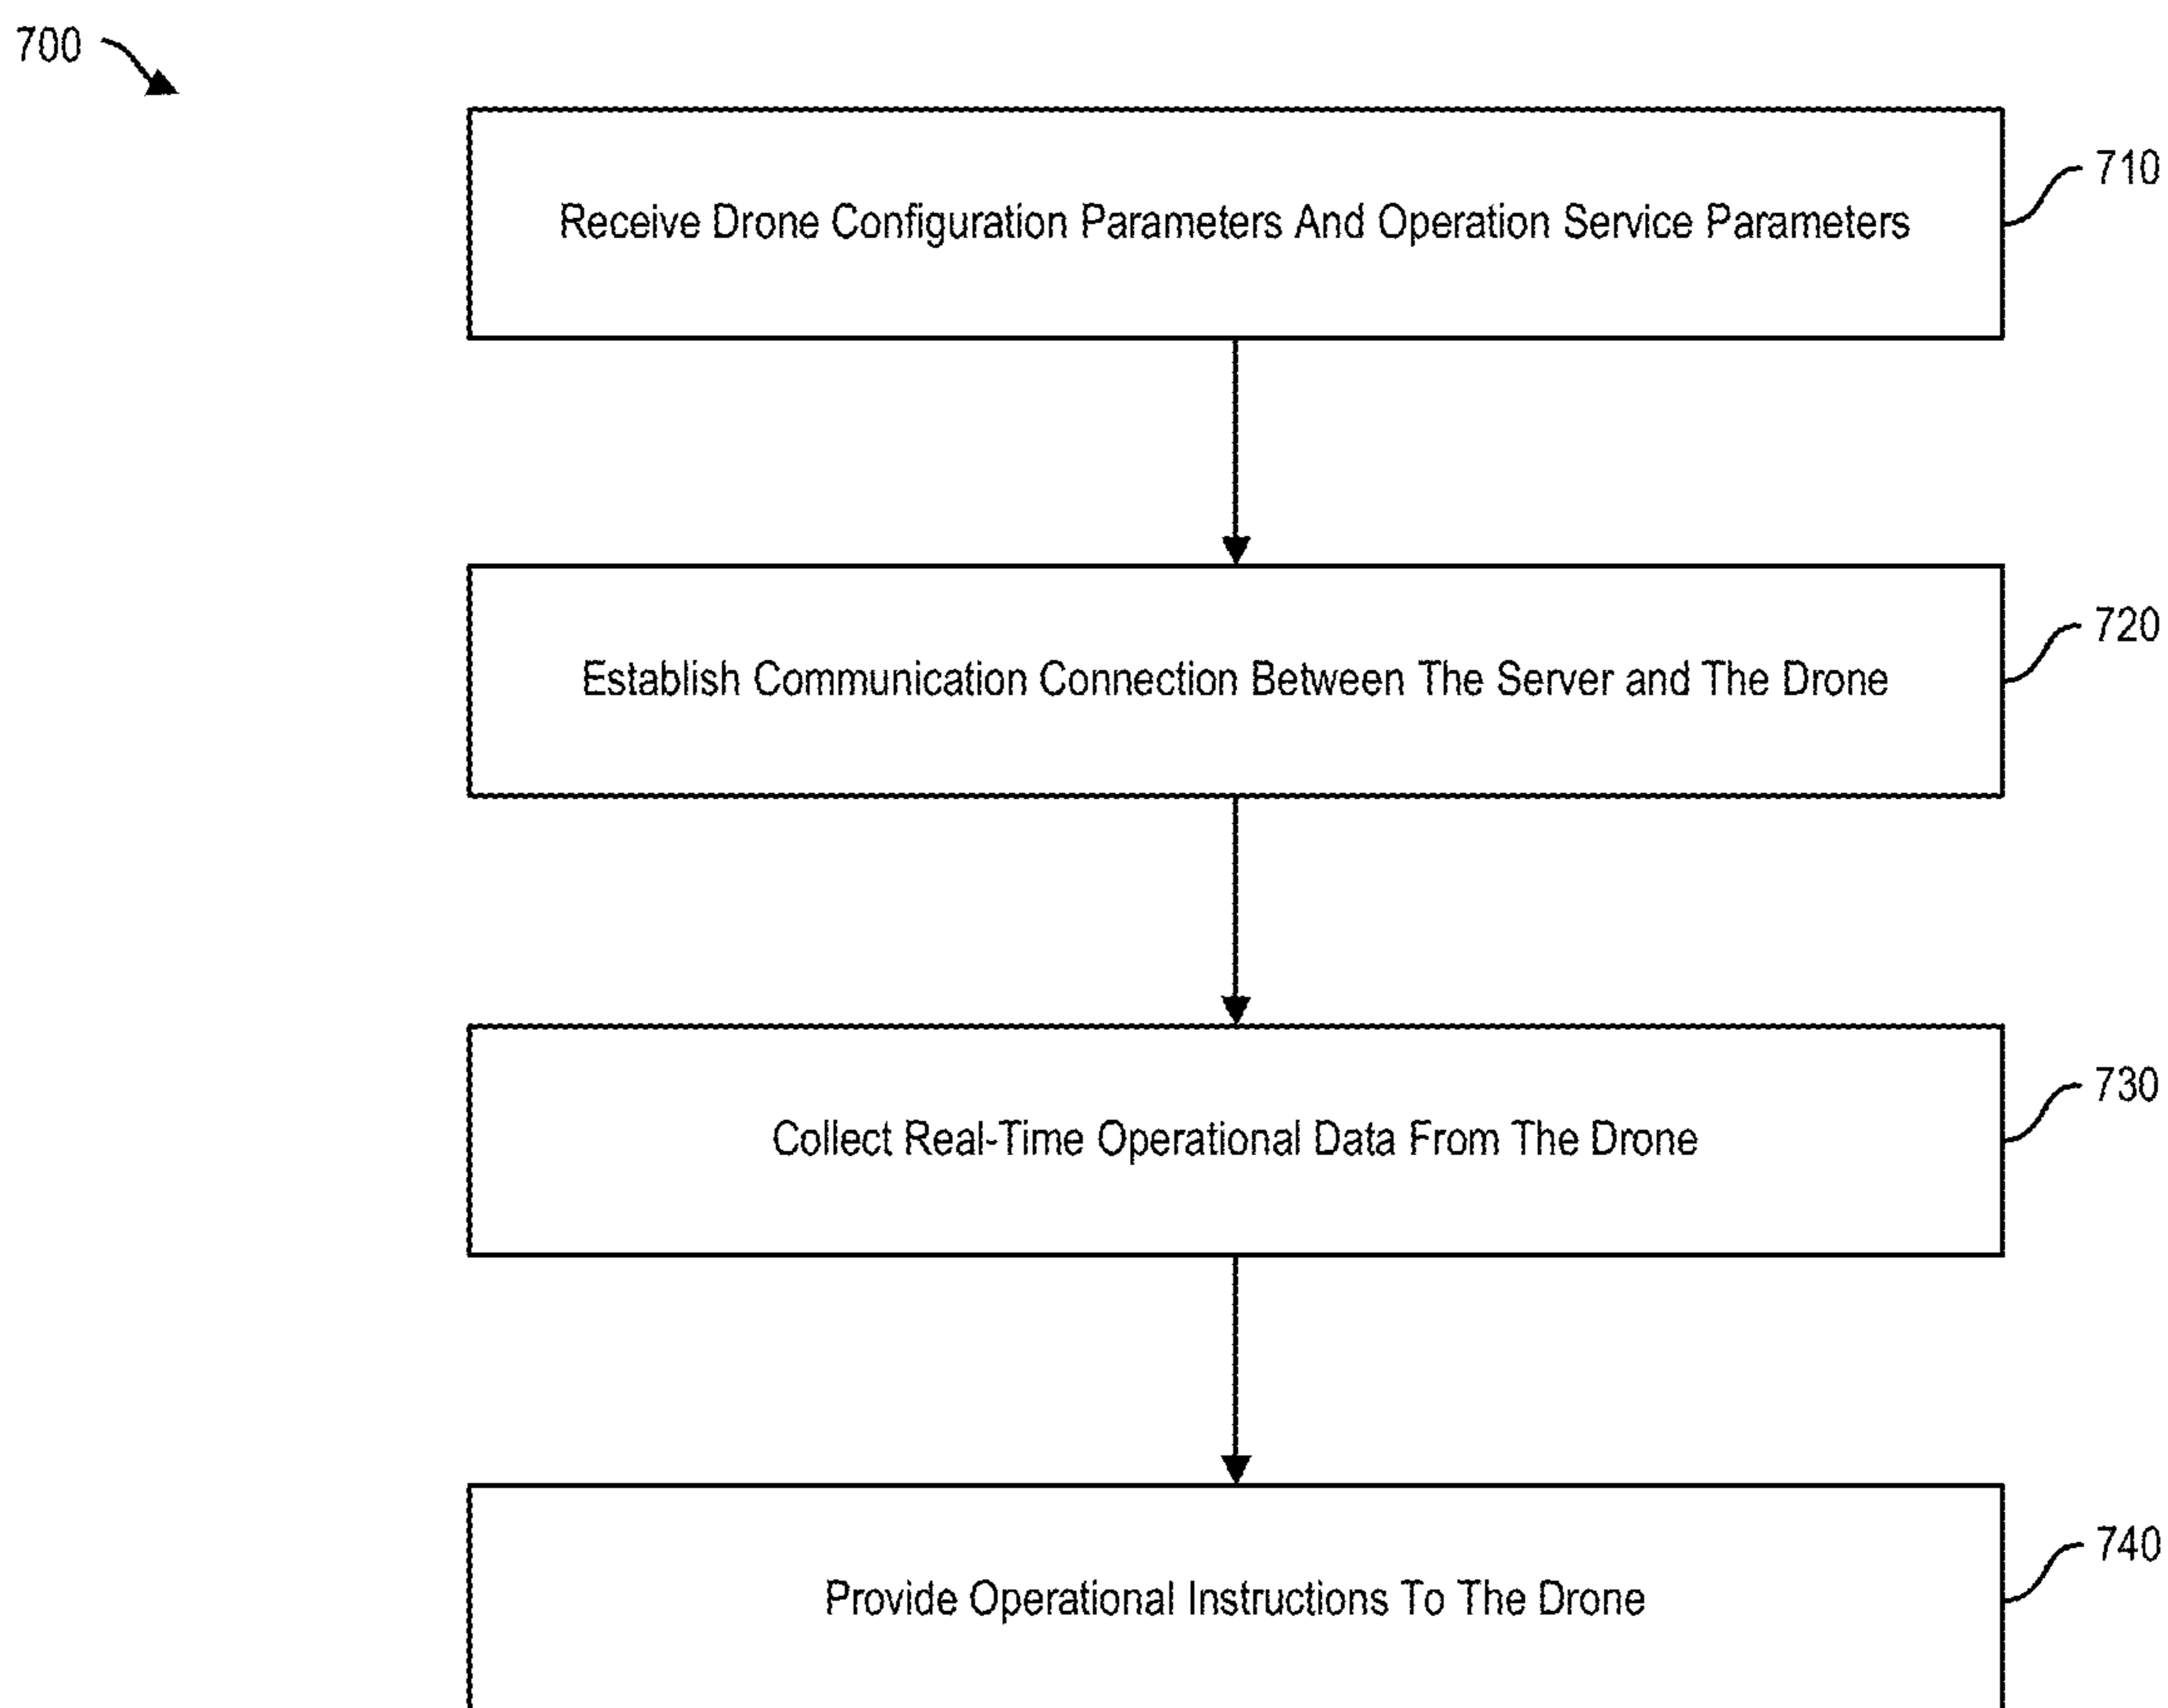 700
Receive Drone Configuration Parameters And Operation Service Parameters
710
Establish Communication Connection Between The Server and The Drone
720
Collect Real-Time Operational Data From The Drone
730
Provide Operational Instructions To The Drone
740